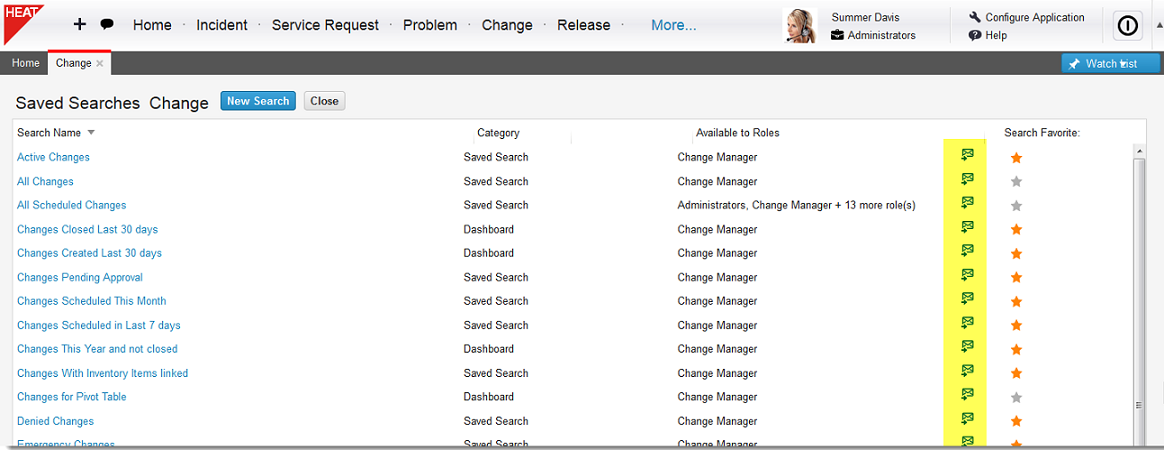 HEAT
Home · Incident · Service Request · Problem · Change · Release · More...
Summer Davis
Administrators
Configure Application
Help
Home Change
Watch List
Saved Searches Change New Search Close
Search Name Category Available to Roles Search Favorite:
Active Changes Saved Search Change Manager
All Changes Saved Search Change Manager
All Scheduled Changes Saved Search Administrators, Change Manager + 13 more role(s)
Changes Closed Last 30 days Dashboard Change Manager
Changes Created Last 30 days Dashboard Change Manager
Changes Pending Approval Saved Search Change Manager
Changes Scheduled This Month Saved Search Change Manager
Changes Scheduled in Last 7 days Saved Search Change Manager
Changes This Year and not closed Dashboard Change Manager
Changes With Inventory Items linked Saved Search Change Manager
Changes for Pivot Table Dashboard Change Manager
Denied Changes Saved Search Change Manager
Emergency Changes Saved Search Change Manager